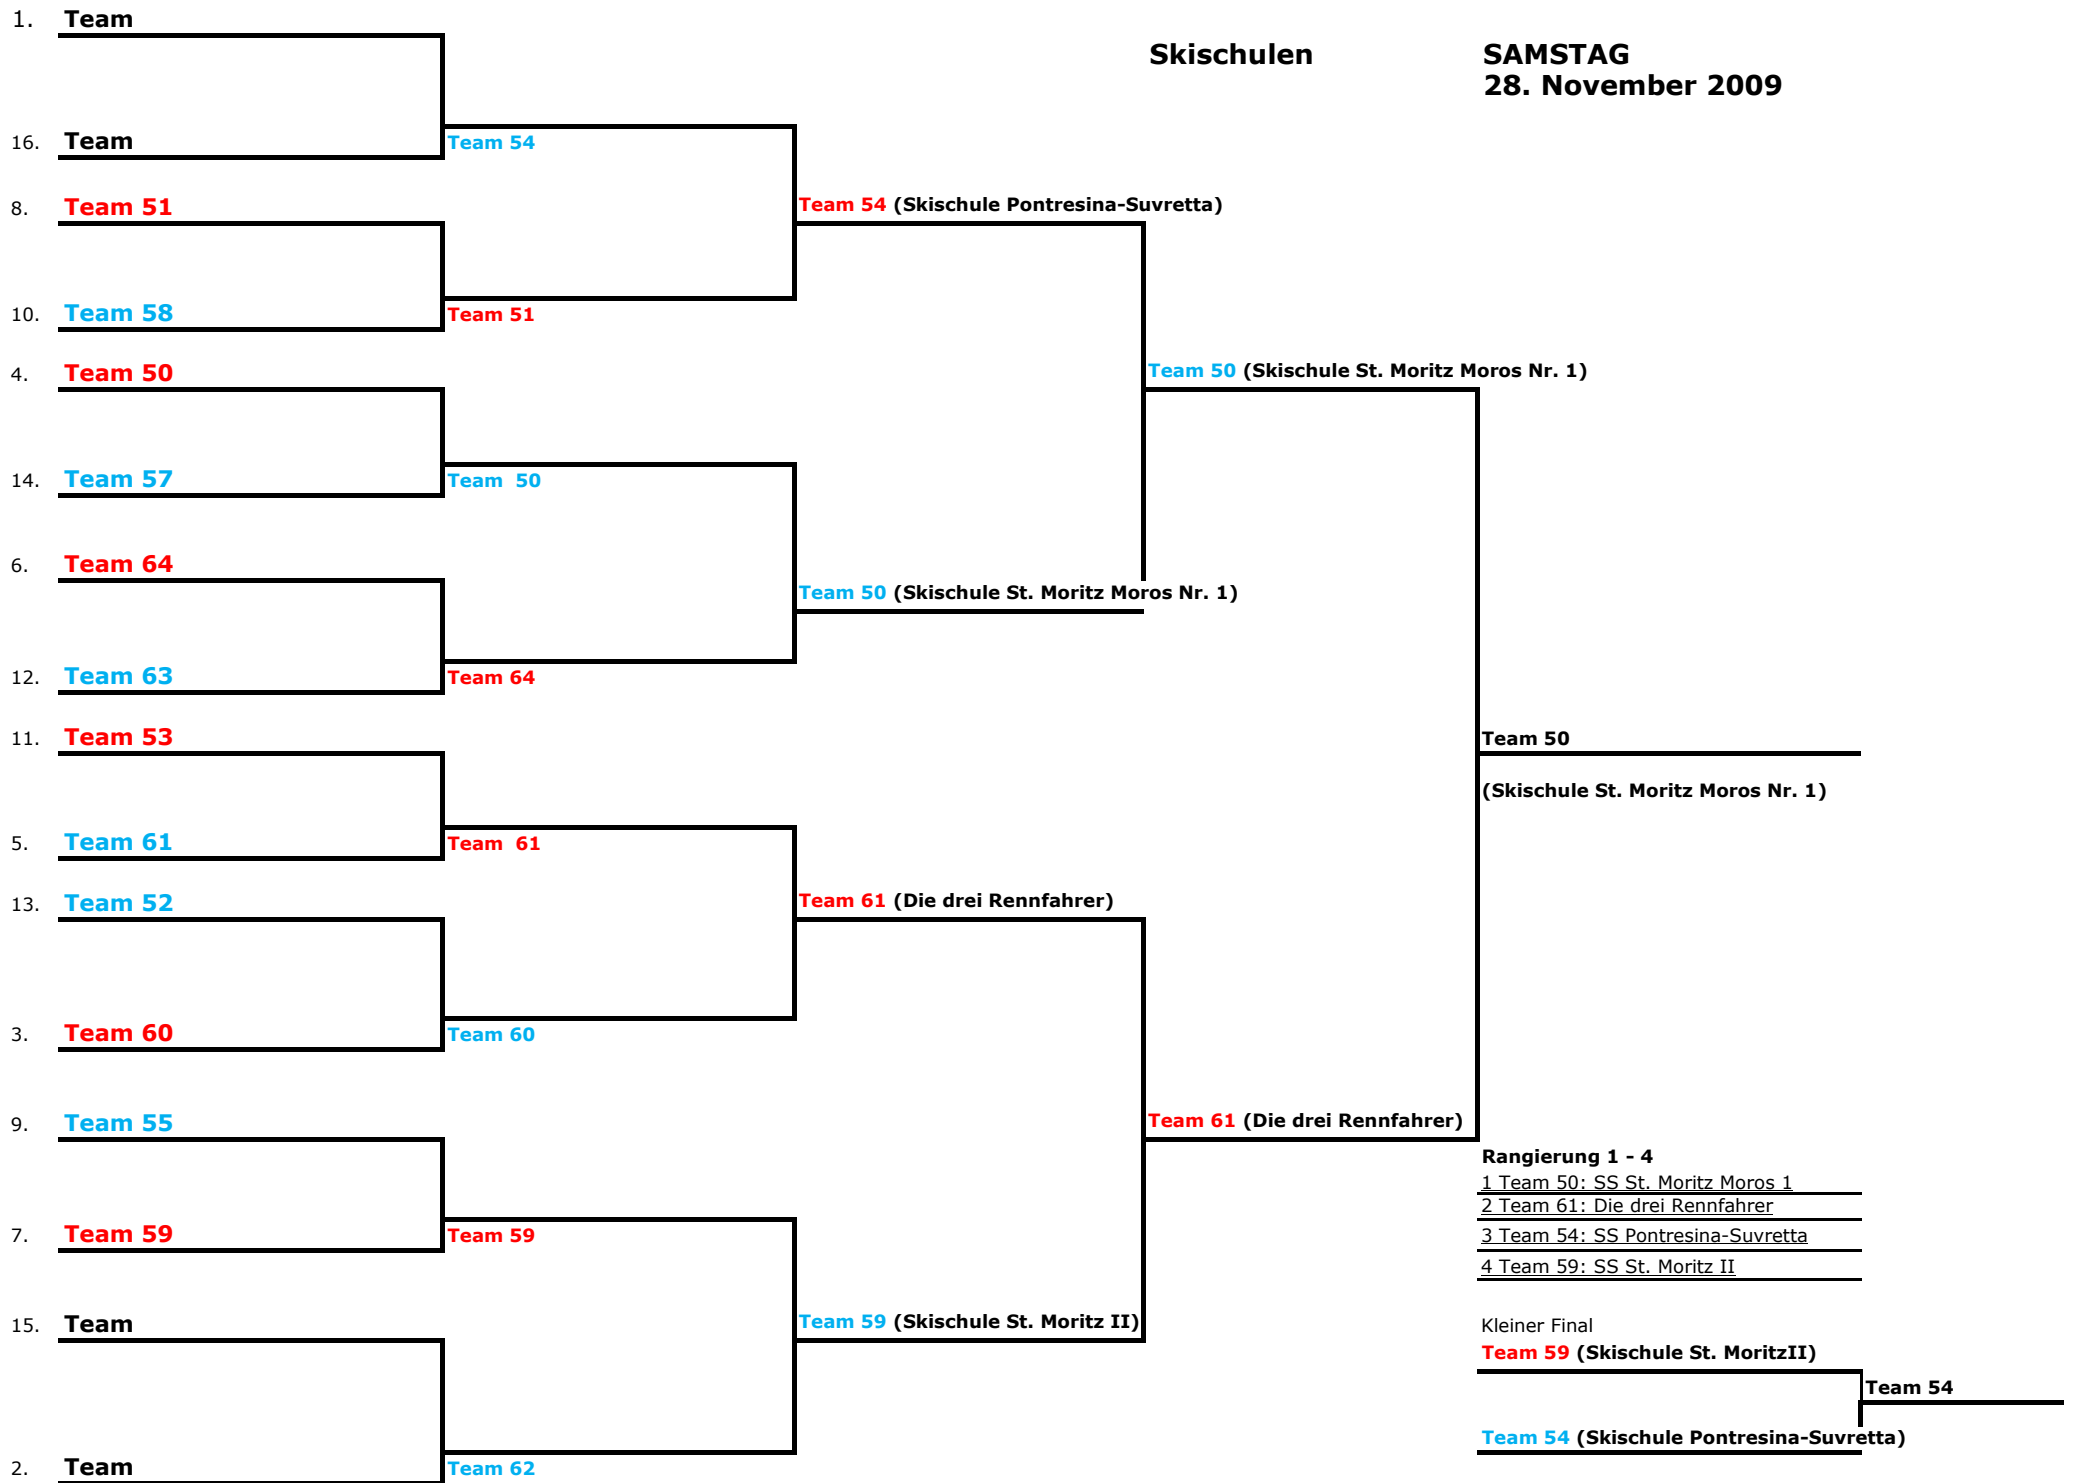 1. Team
Skischulen SAMSTAG
28. November 2009
16. Team
Team 54
8. Team 51
Team 54 (Skischule Pontresina-Suvretta)
10. Team 58
Team 51
4. Team 50
Team 50 (Skischule St. Moritz Moros Nr. 1)
14. Team 57
Team 50
6. Team 64
Team 50 (Skischule St. Moritz Moros Nr. 1)
12. Team 63
Team 64
11. Team 53
Team 50
(Skischule St. Moritz Moros Nr. 1)
5. Team 61
Team 61
13. Team 52
Team 61 (Die drei Rennfahrer)
3. Team 60
Team 60
9. Team 55
Team 61 (Die drei Rennfahrer)
Rangierung 1 - 4
1 Team 50: SS St. Moritz Moros 1
2 Team 61: Die drei Rennfahrer
7. Team 59
Team 59
3 Team 54: SS Pontresina-Suvretta
4 Team 59: SS St. Moritz II
15. Team
Team 59 (Skischule St. Moritz II)
Kleiner Final
Team 59 (Skischule St. MoritzII)
Team 54
Team 54 (Skischule Pontresina-Suvretta)
2. Team
Team 62